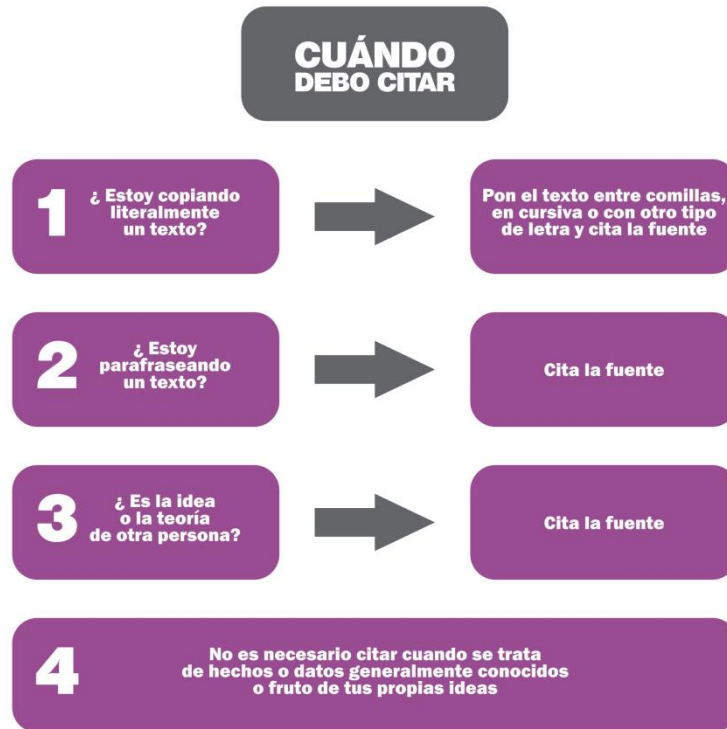 CUÁNDO
DEBO CITAR
1
¿ Estoy copiando
literalmente
un texto?
Pon el texto entre comillas,
en cursiva o con otro tipo
de letra y cita la fuente
2
¿ Estoy
parafraseando
un texto?
Cita la fuente
3
¿ Es la idea
o la teoría
de otra persona?
Cita la fuente
4
No es necesario citar cuando se trata
de hechos o datos generalmente conocidos
o fruto de tus propias ideas